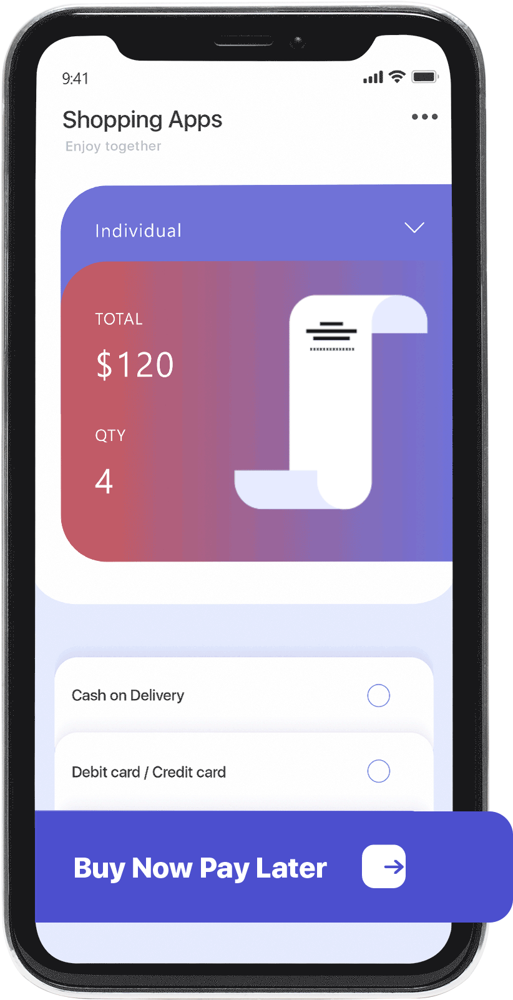 9:41
Shopping Apps
Enjoy together
Individual
TOTAL
$120
QTY
4
Cash on Delivery
Debit card / Credit card
Buy Now Pay Later